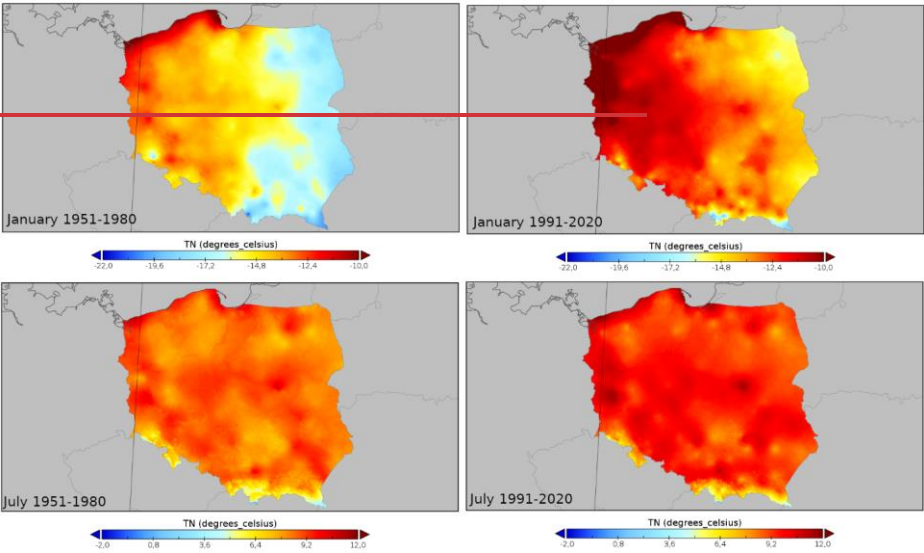 January 1951-1980
TN (degrees_celsius)
-22,0 -19,6 -17,2 -14,8 -12,4 -10,0
January 1991-2020
TN (degrees_celsius)
-22,0 -19,6 -17,2 -14,8 -12,4 -10,0
July 1951-1980
TN (degrees_celsius)
-2,0 0,8 3,6 6,4 9,2 12,0
July 1991-2020
TN (degrees_celsius)
-2,0 0,8 3,6 6,4 9,2 12,0